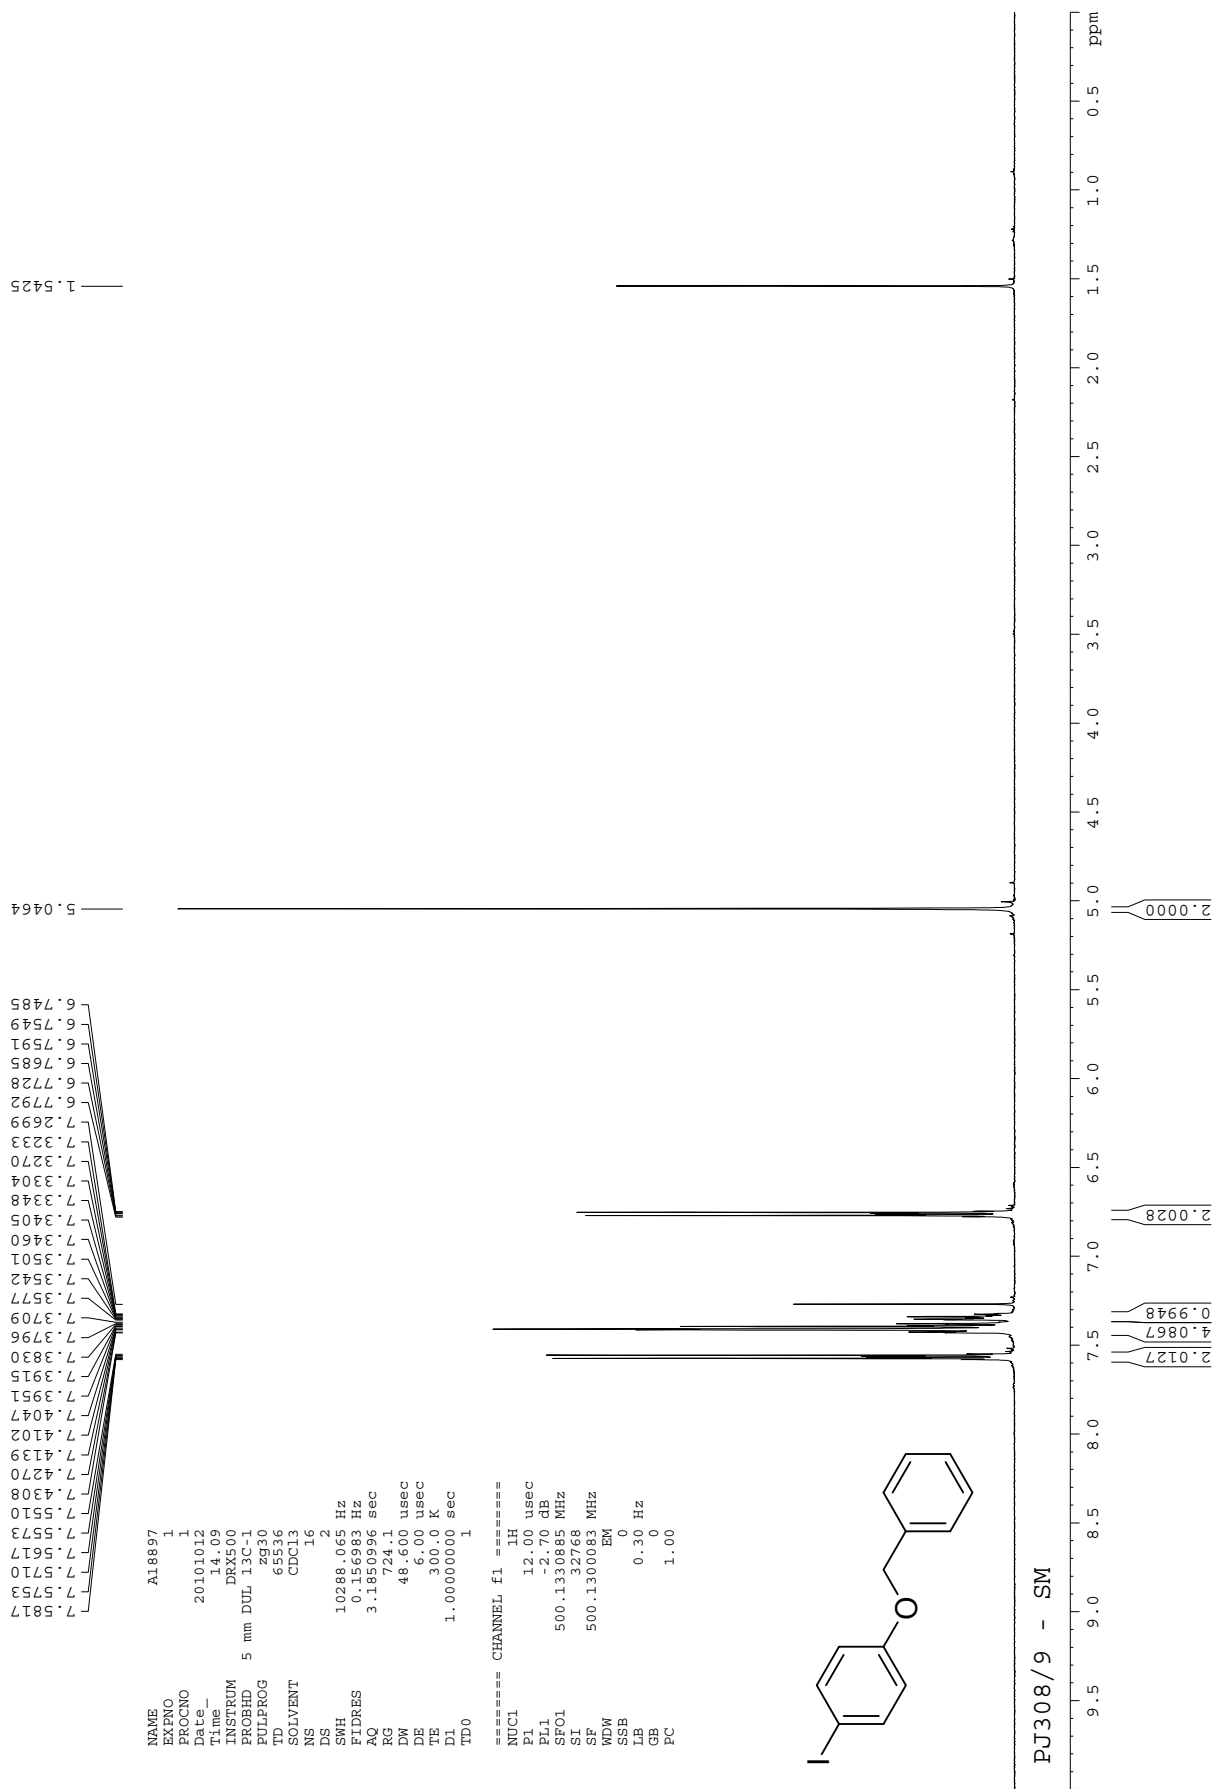 7.5817
7.5753
7.5710
7.5617
7.5573
7.5510
7.4308
7.4270
7.4139
7.4102
7.4047
7.3951
7.3915
7.3830
7.3796
7.3709
7.3577
7.3542
7.3501
7.3460
7.3405
7.3348
7.3304
7.3270
7.3233
7.2699
6.7792
6.7728
6.7685
6.7591
6.7549
6.7485
5.0464
1.5425
NAME A18897
EXPNO 1
PROCNO 1
Date_ 20101012
Time 14.09
INSTRUM DRX500
PROBHD 5 mm DUL 13C-1
PULPROG zg30
TD 65536
SOLVENT CDCl3
NS 16
DS 2
SWH 10288.065 Hz
FIDRES 0.156983 Hz
AQ 3.1850996 sec
RG 724.1
DW 48.600 usec
DE 6.00 usec
TE 300.0 K
D1 1.00000000 sec
TD0 1
======== CHANNEL f1 ========
NUC1 1H
P1 12.00 usec
PL1 -2.70 dB
SFO1 500.1330885 MHz
SI 32768
SF 500.1300083 MHz
WDW EM
SSB 0
LB 0.30 Hz
GB 0
PC 1.00
I
O
PJ308/9 - SM
9.5 9.0 8.5 8.0 7.5 7.0 6.5 6.0 5.5 5.0 4.5 4.0 3.5 3.0 2.5 2.0 1.5 1.0 0.5 ppm
2.0127
4.0867
0.9948
2.0028
2.0000